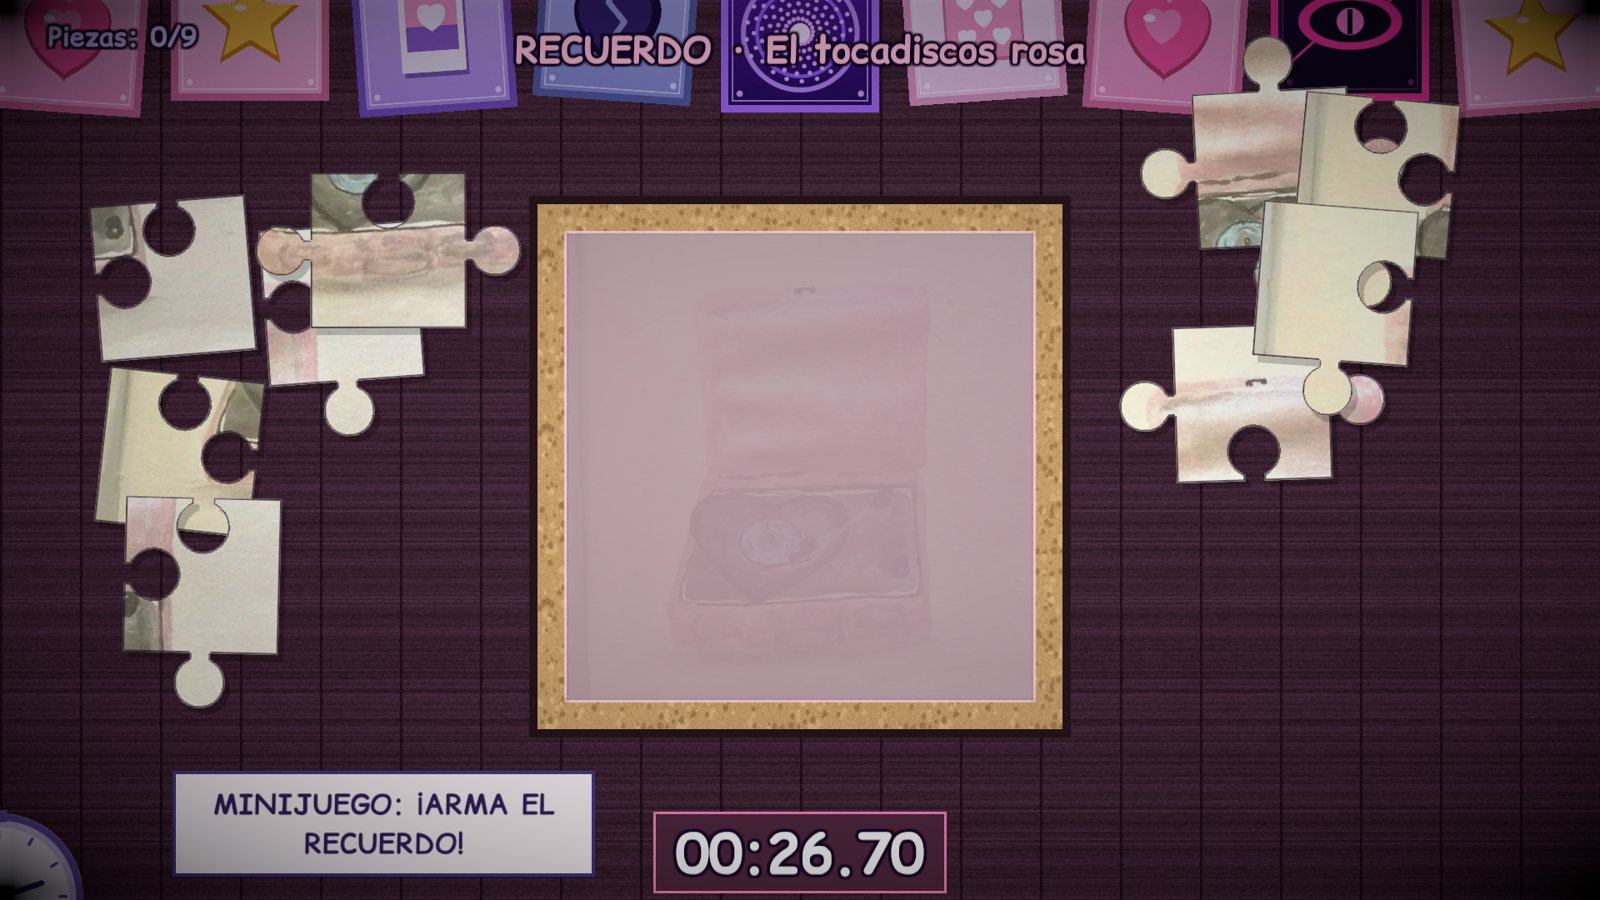 Piezas: 0/9
RECUERDO · El tocadiscos rosa
MINIJUEGO: ¡ARMA EL
RECUERDO!
00:26.70